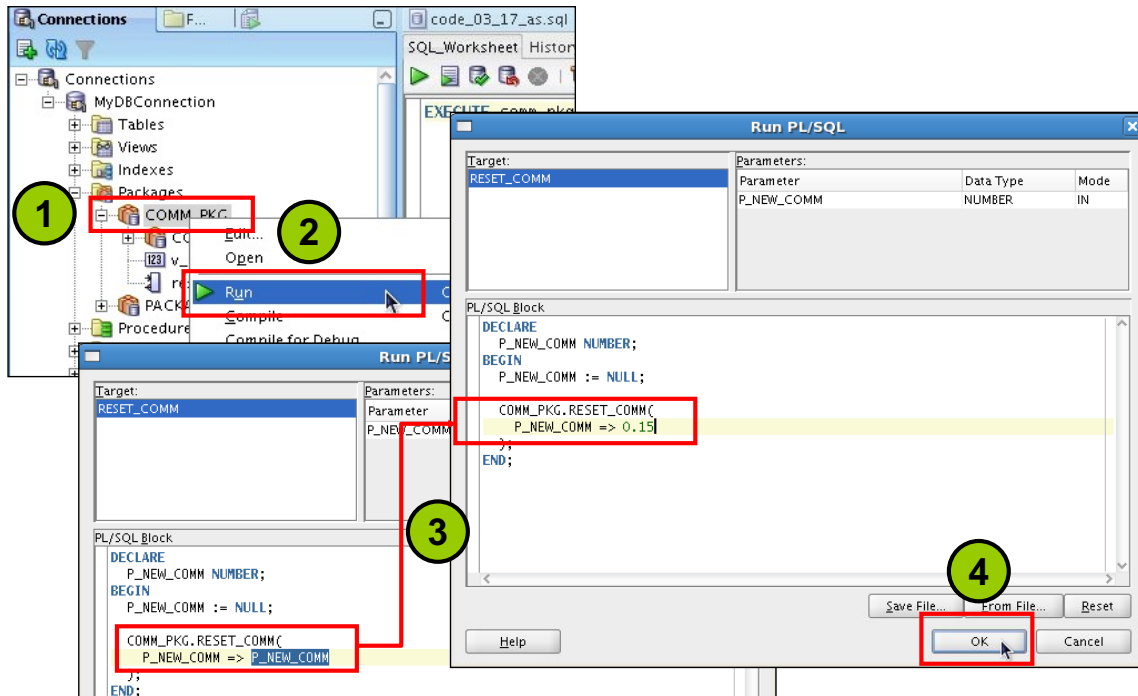 Connections
F...
code_03_17_as.sql
SQL_Worksheet Histor
Connections
MyDBConnection
Tables
Views
Indexes
Packages
COMM_PKG
v_
PACKA
Procedure
1
Edit...
Open
Run
Compile
Compile for Debug
2
EXECUTE comm_pkg
Run PL/SQL
Target:
RESET_COMM
Parameters:
Parameter Data Type Mode
P_NEW_COMM NUMBER IN
PL/SQL Block
DECLARE
P_NEW_COMM NUMBER;
BEGIN
P_NEW_COMM := NULL;
COMM_PKG.RESET_COMM(
P_NEW_COMM => 0.15
);
END;
Save File... From File... Reset
Help OK Cancel
4
Run PL/S
Target:
RESET_COMM
Parameters:
Parameter
P_NEW_COMM
3
PL/SQL Block
DECLARE
P_NEW_COMM NUMBER;
BEGIN
P_NEW_COMM := NULL;
COMM_PKG.RESET_COMM(
P_NEW_COMM => P_NEW_COMM
);
END;